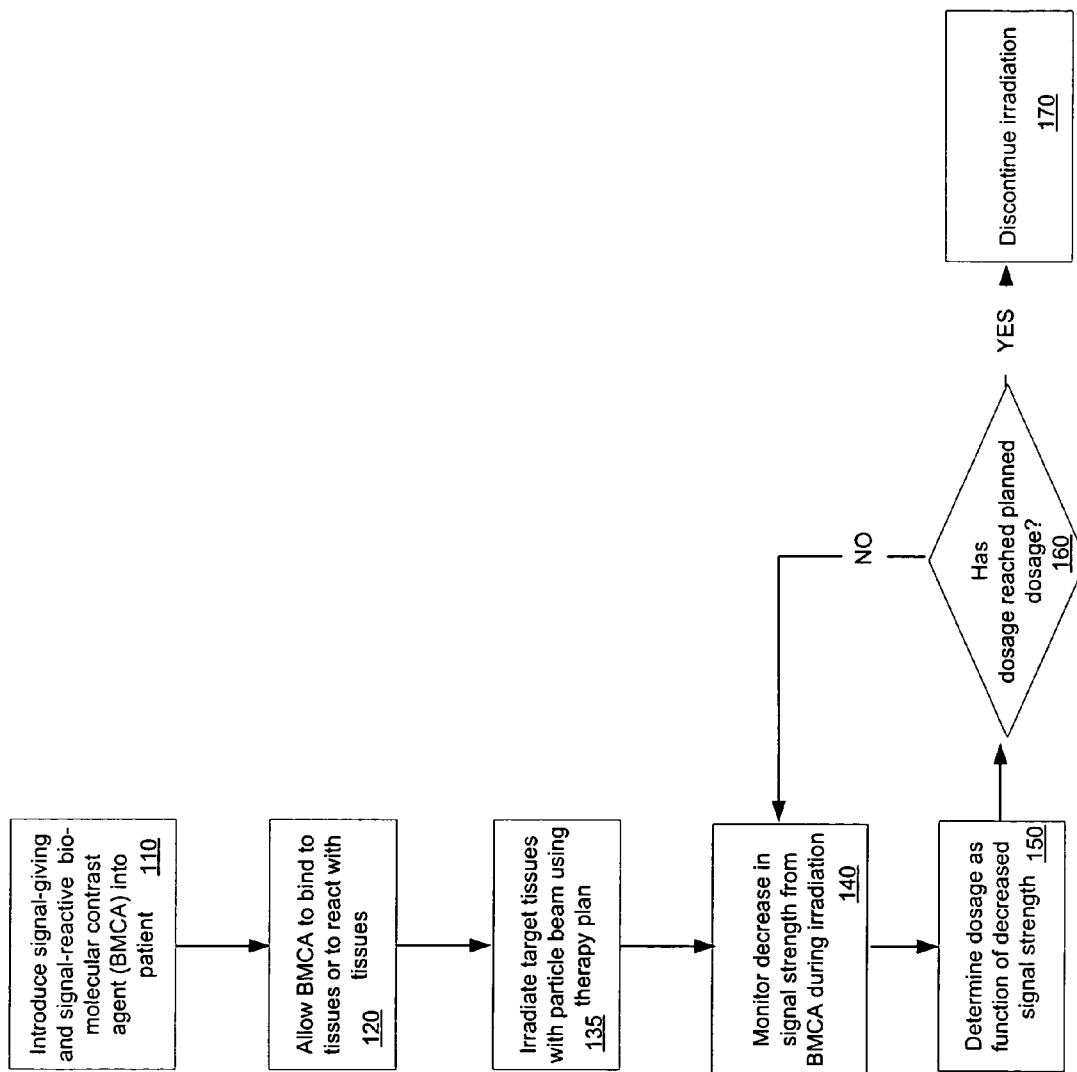 Introduce signal-giving
and signal-reactive bio-
molecular contrast
agent (BMCA) into
patient 110
Allow BMCA to bind to
tissues or to react with
tissues
120
Irradiate target tissues
with particle beam using
therapy plan
135
Monitor decrease in
signal strength from
BMCA during irradiation
140
Determine dosage as
function of decreased
signal strength 150
Has
dosage reached planned
dosage?
160
NO
YES
Discontinue irradiation
170